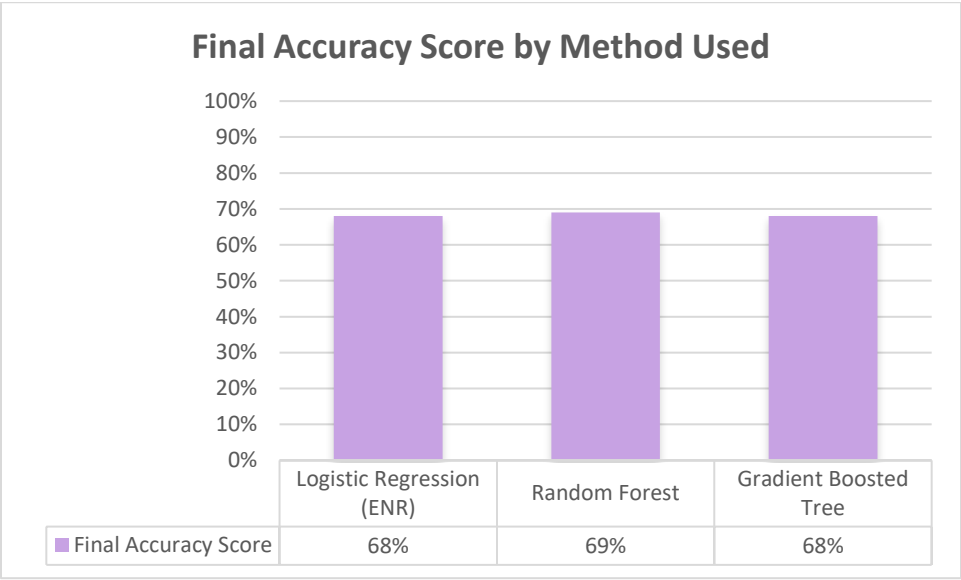 Final Accuracy Score by Method Used
100%
90%
80%
70%
60%
50%
40%
30%
20%
10%
0%
Logistic Regression
(ENR)
Random Forest
Gradient Boosted
Tree
Final Accuracy Score 68% 69% 68%